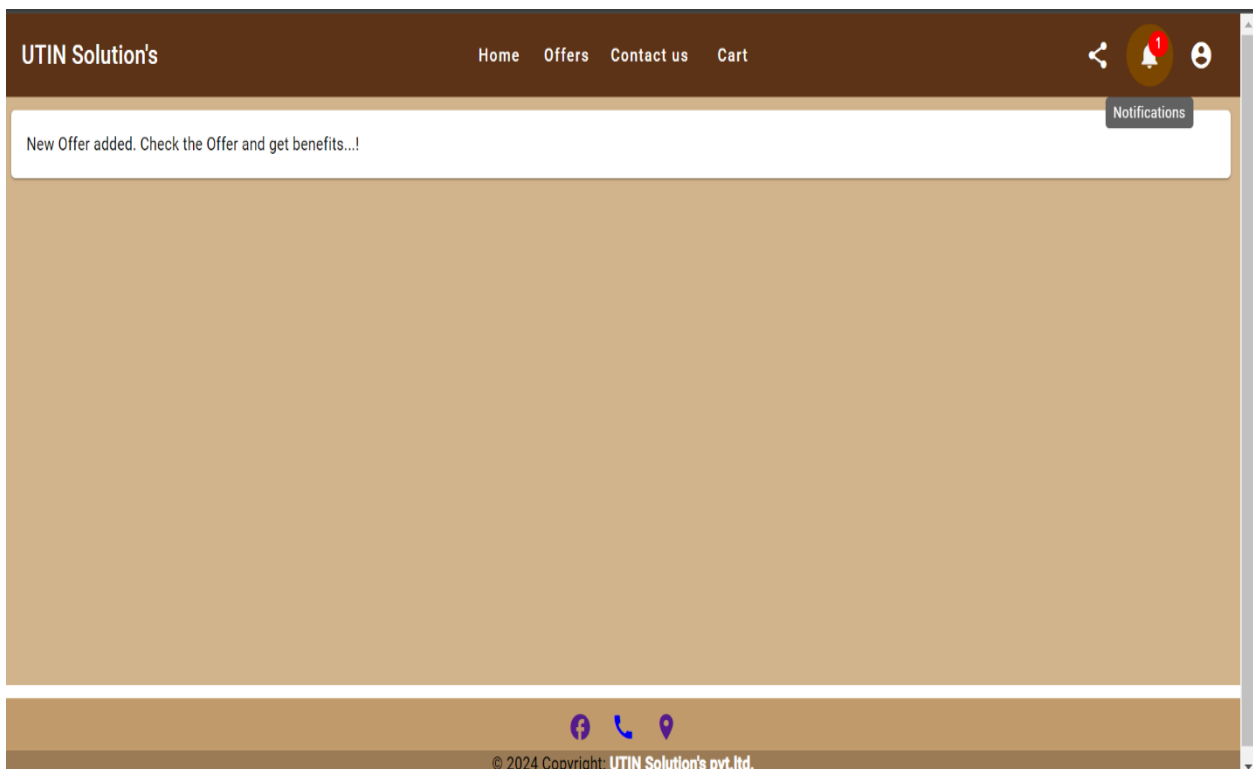 UTIN Solution's
Home Offers Contact us Cart
1
Notifications
New Offer added. Check the Offer and get benefits...!
© 2024 Copyright: UTIN Solution's pvt.ltd.